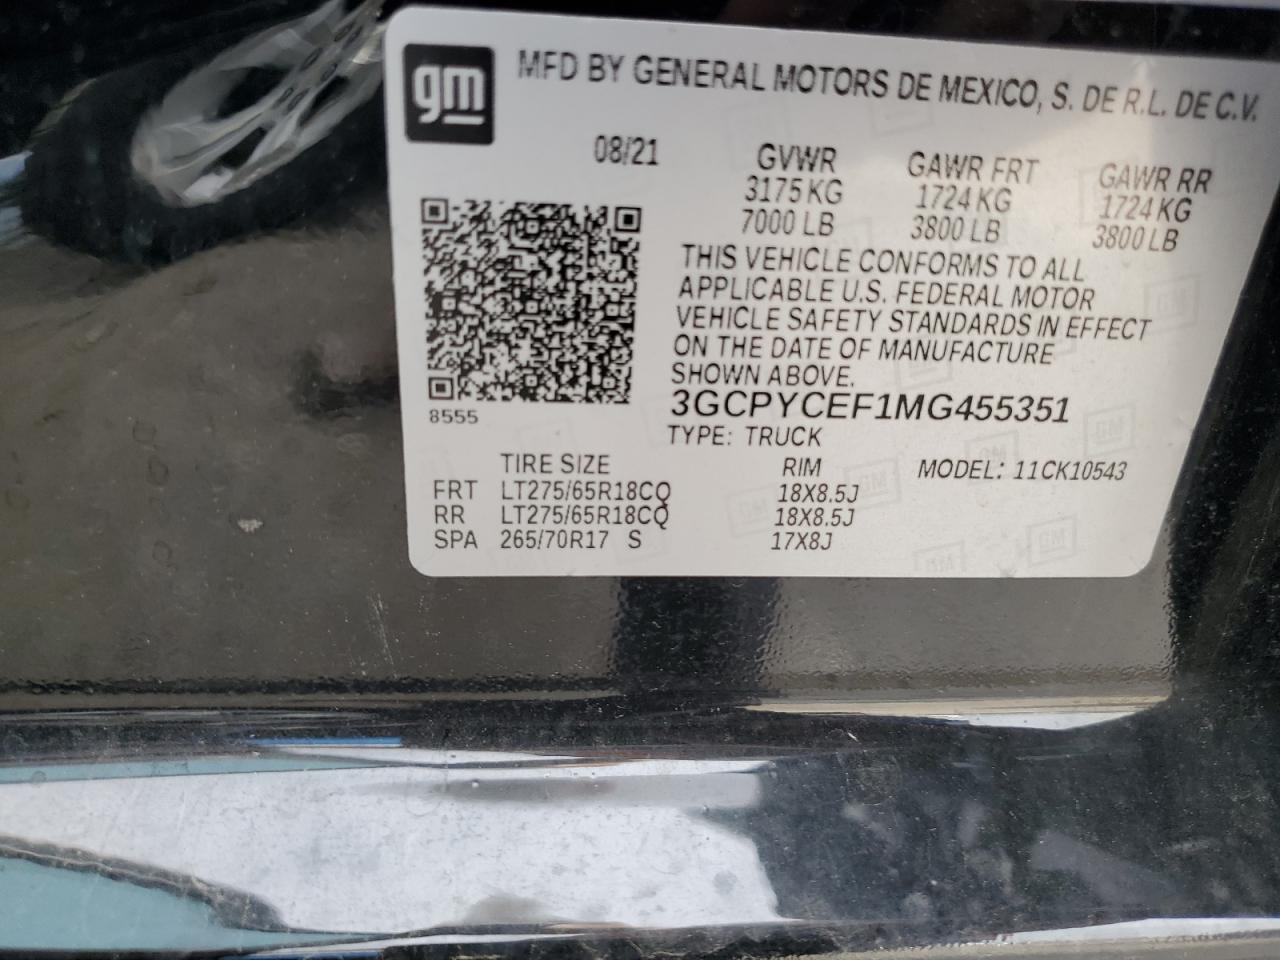 gm
MFD BY GENERAL MOTORS DE MEXICO, S. DE R.L. DE C.V.
08/21 GVWR GAWR FRT GAWR RR
3175 KG 1724 KG 1724 KG
7000 LB 3800 LB 3800 LB
THIS VEHICLE CONFORMS TO ALL
APPLICABLE U.S. FEDERAL MOTOR
VEHICLE SAFETY STANDARDS IN EFFECT
ON THE DATE OF MANUFACTURE
SHOWN ABOVE.
8555
3GCPYCEF1MG455351
TYPE: TRUCK
TIRE SIZE RIM MODEL: 11CK10543
FRT LT275/65R18CQ 18X8.5J
RR LT275/65R18CQ 18X8.5J
SPA 265/70R17 S 17X8J